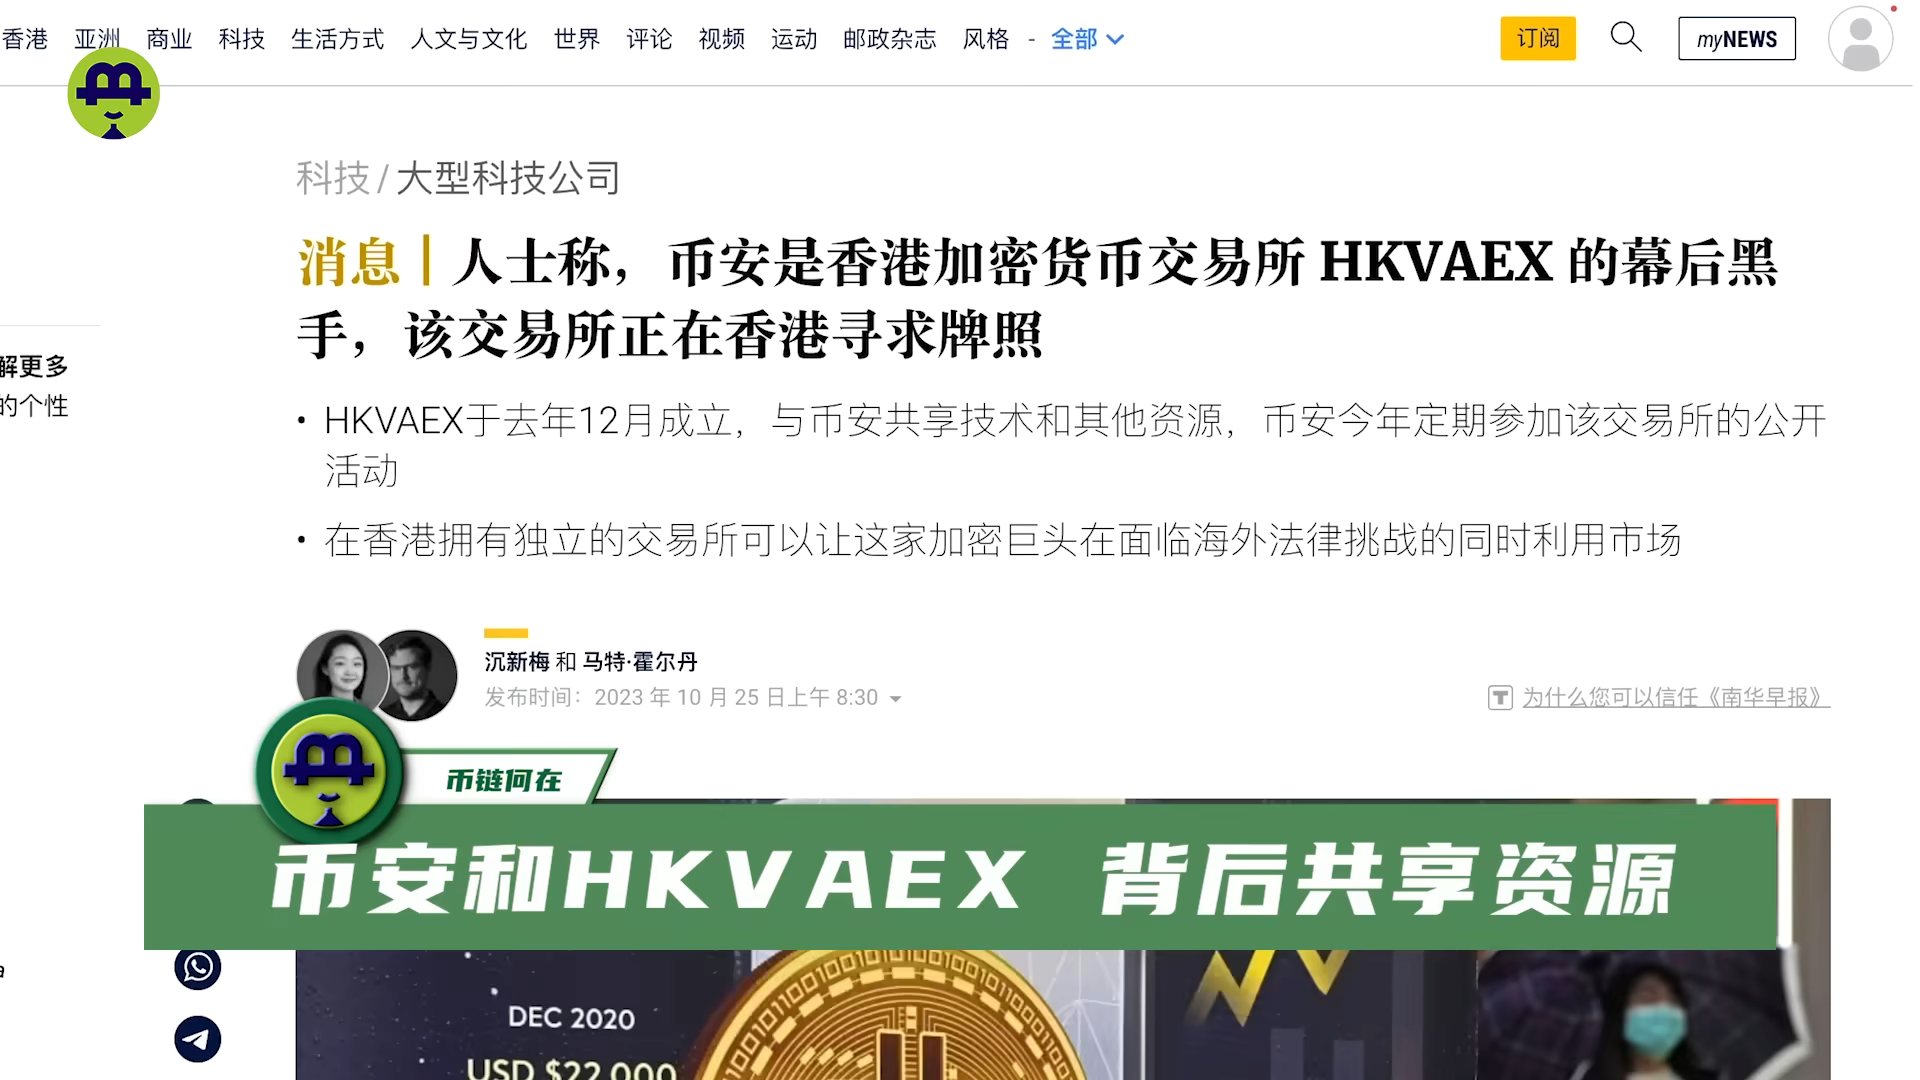 香港 亚洲 商业 科技 生活方式 人文与文化 世界 评论 视频 运动 邮政杂志 风格 - 全部 订阅 myNEWS
科技 / 大型科技公司
消息 | 人士称，币安是香港加密货币交易所 HKVAEX 的幕后黑
手，该交易所正在香港寻求牌照
解更多
的个性
• HKVAEX于去年12月成立，与币安共享技术和其他资源，币安今年定期参加该交易所的公开
活动
• 在香港拥有独立的交易所可以让这家加密巨头在面临海外法律挑战的同时利用市场
沉新梅 和 马特·霍尔丹
发布时间：2023 年 10 月 25 日上午 8:30
为什么您可以信任《南华早报》
币链何在
币安和HKVAEX 背后共享资源
DEC 2020
USD $22,000